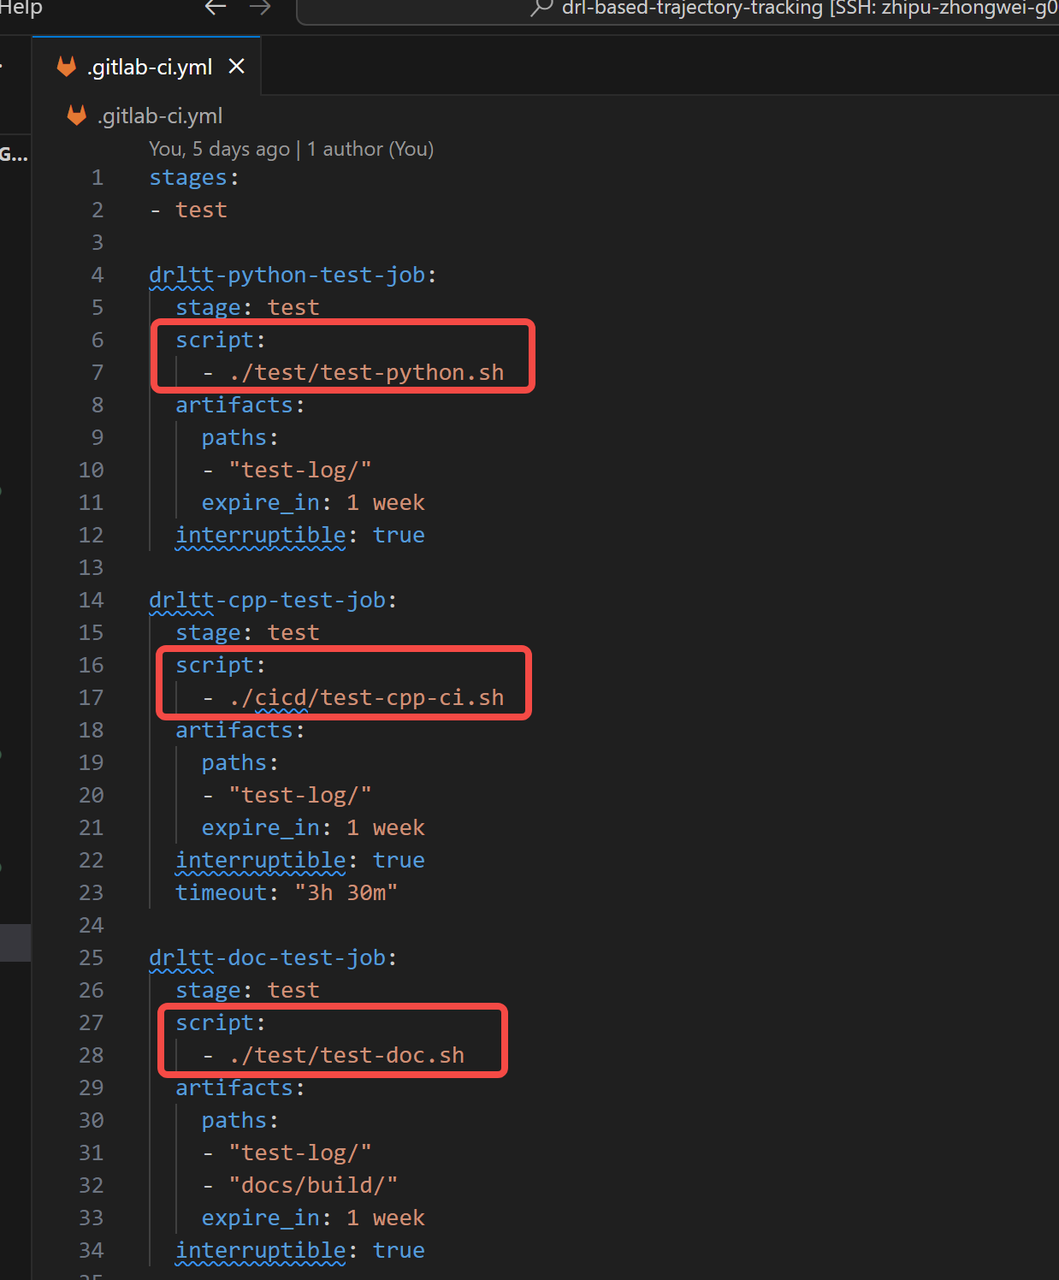 Help
drl-based-trajectory-tracking [SSH: zhipu-zhongwei-g0
.gitlab-ci.yml
.gitlab-ci.yml
G...
You, 5 days ago | 1 author (You)
1 stages:
2 - test
3
4 drltt-python-test-job:
5 stage: test
6 script:
7 - ./test/test-python.sh
8 artifacts:
9 paths:
10 - "test-log/"
11 expire_in: 1 week
12 interruptible: true
13
14 drltt-cpp-test-job:
15 stage: test
16 script:
17 - ./cicd/test-cpp-ci.sh
18 artifacts:
19 paths:
20 - "test-log/"
21 expire_in: 1 week
22 interruptible: true
23 timeout: "3h 30m"
24
25 drltt-doc-test-job:
26 stage: test
27 script:
28 - ./test/test-doc.sh
29 artifacts:
30 paths:
31 - "test-log/"
32 - "docs/build/"
33 expire_in: 1 week
34 interruptible: true